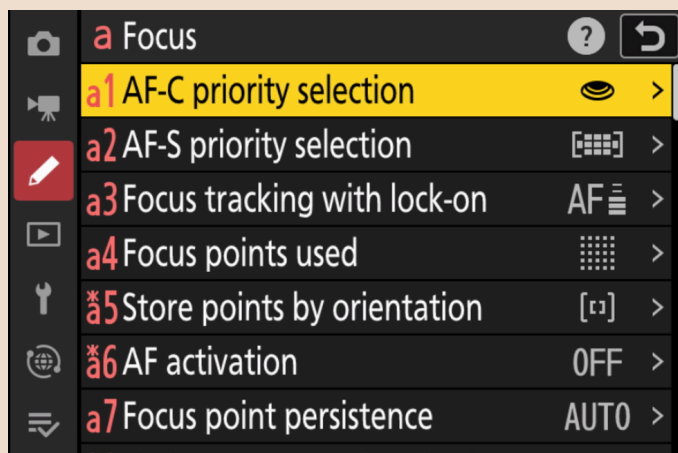 a Focus ?
a1 AF-C priority selection
a2 AF-S priority selection
a3 Focus tracking with lock-on AF
a4 Focus points used
*a5 Store points by orientation
*a6 AF activation OFF
a7 Focus point persistence AUTO